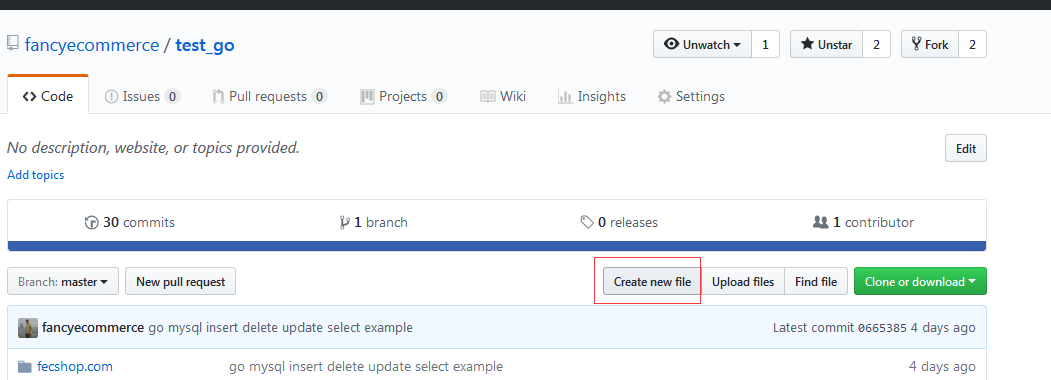 fancyecommerce / test_go
Unwatch 1 Unstar 2 Fork 2
Code Issues 0 Pull requests 0 Projects 0 Wiki Insights Settings
No description, website, or topics provided. Edit
Add topics
30 commits 1 branch 0 releases 1 contributor
Branch: master New pull request Create new file Upload files Find file Clone or download
fancyecommerce go mysql insert delete update select example Latest commit 0665385 4 days ago
fecshop.com go mysql insert delete update select example 4 days ago